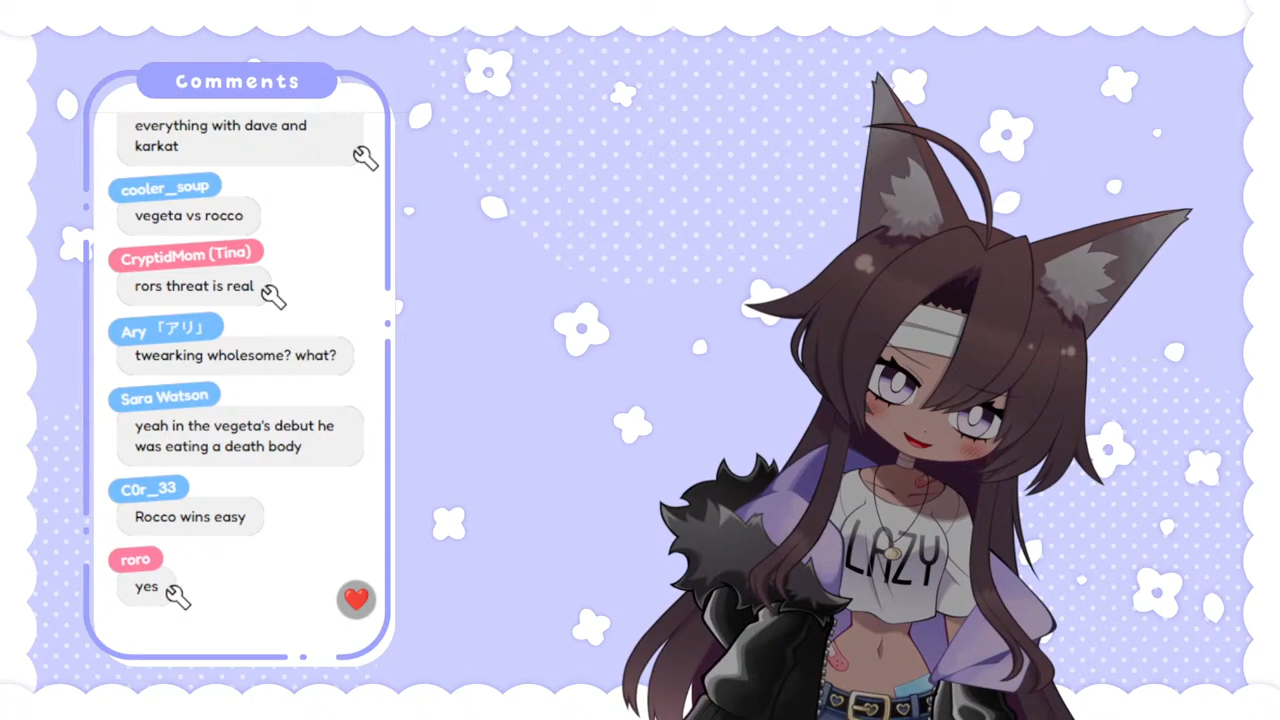 Comments
everything with dave and
karkat
cooler_soup
vegeta vs rocco
CryptidMom (Tina)
rors threat is real
Ary 「アリ」
twearking wholesome? what?
Sara Watson
yeah in the vegeta's debut he
was eating a death body
C0r_33
Rocco wins easy
roro
yes
LAZY